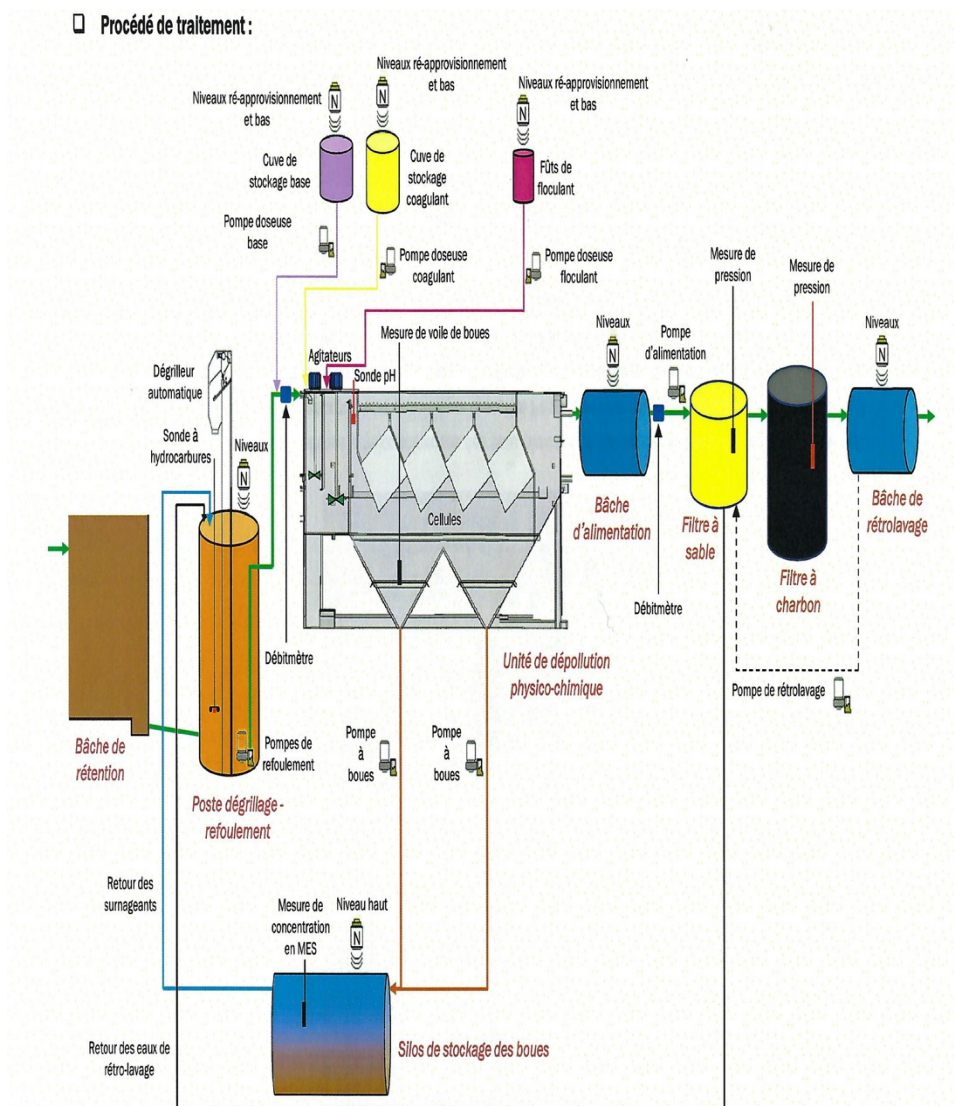 ❑ Procédé de traitement :
Niveaux ré-approvisionnement
et bas
N
Niveaux ré-approvisionnement
et bas
N
Niveaux ré-approvisionnement
et bas
N
Cuve de
stockage base
Cuve de
stockage
coagulant
Fûts de
floculant
Pompe doseuse
base
Pompe doseuse
coagulant
Pompe doseuse
floculant
Mesure de
pression
Mesure de
pression
Mesure de voile de boues
Niveaux
N
Pompe
d'alimentation
Niveaux
N
Agitateurs
Sonde pH
Dégrilleur
automatique
Sonde à
hydrocarbures
Niveaux
N
Cellules
Bâche
d'alimentation
Filtre à
sable
Filtre à
charbon
Bâche de
rétrolavage
Débitmètre
Débitmètre
Unité de dépollution
physico-chimique
Pompe de rétrolavage
Bâche de
rétention
Pompes de
refoulement
Poste dégrillage -
refoulement
Pompe
à
boues
Pompe
à
boues
Retour des
surnageants
Mesure de
concentration
en MES
Niveau haut
N
Silos de stockage des boues
Retour des eaux de
rétro-lavage